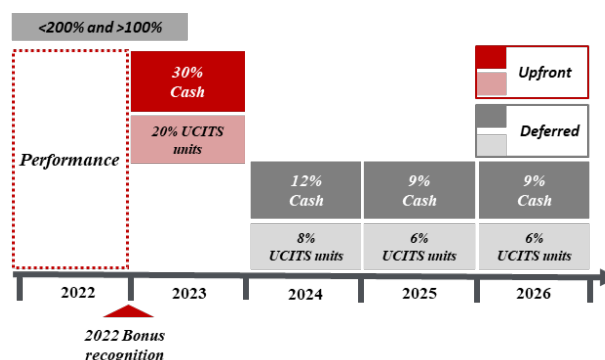 <200% and >100%
30%
Cash
Upfront
20% UCITS
units
Deferred
Performance
12%
Cash
9%
Cash
9%
Cash
8%
UCITS units
6%
UCITS units
6%
UCITS units
2022
2023
2024
2025
2026
2022 Bonus
recognition